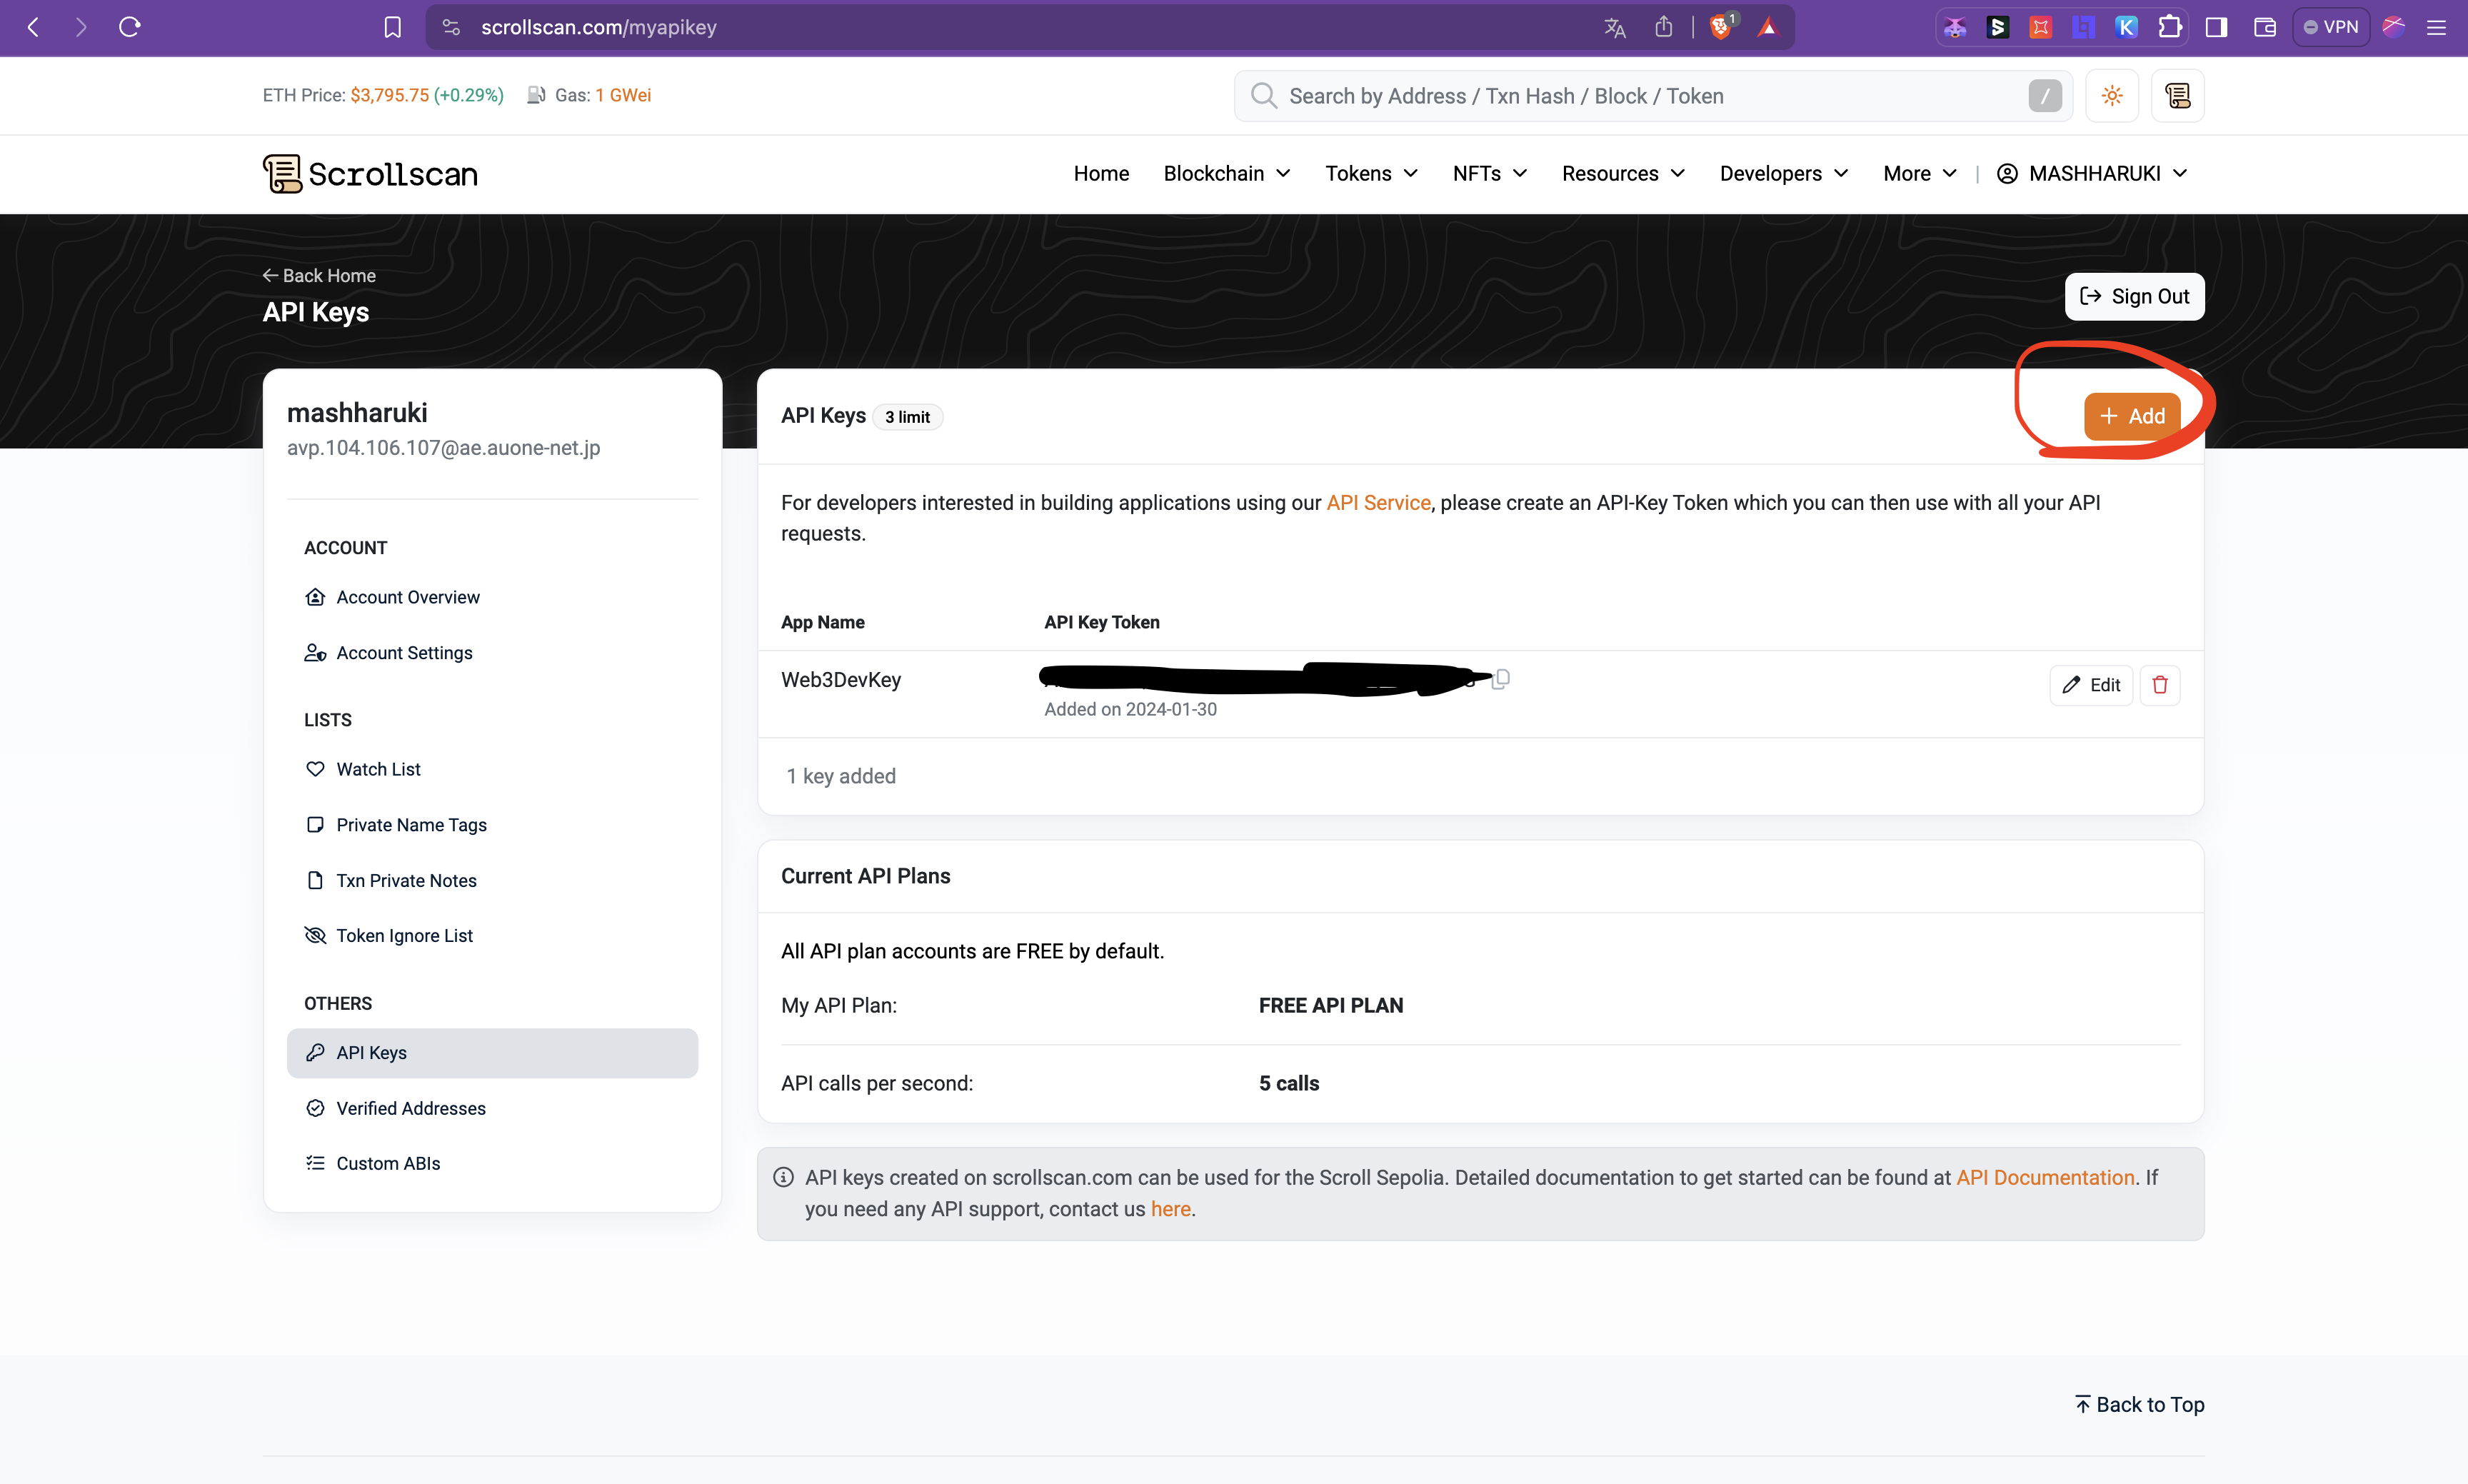 scrollscan.com/myapikey
1
VPN
ETH Price: $3,795.75 (+0.29%) Gas: 1 GWei
Search by Address / Txn Hash / Block / Token
/
Scrollscan
Home Blockchain Tokens NFTs Resources Developers More | MASHHARUKI
Back Home
API Keys
Sign Out
mashharuki
avp.104.106.107@ae.auone-net.jp
ACCOUNT
Account Overview
Account Settings
LISTS
Watch List
Private Name Tags
Txn Private Notes
Token Ignore List
OTHERS
API Keys
Verified Addresses
Custom ABIs
API Keys 3 limit
+ Add
For developers interested in building applications using our API Service, please create an API-Key Token which you can then use with all your API
requests.
App Name API Key Token
Web3DevKey
Edit
Added on 2024-01-30
1 key added
Current API Plans
All API plan accounts are FREE by default.
My API Plan: FREE API PLAN
API calls per second: 5 calls
API keys created on scrollscan.com can be used for the Scroll Sepolia. Detailed documentation to get started can be found at API Documentation. If
you need any API support, contact us here.
Back to Top